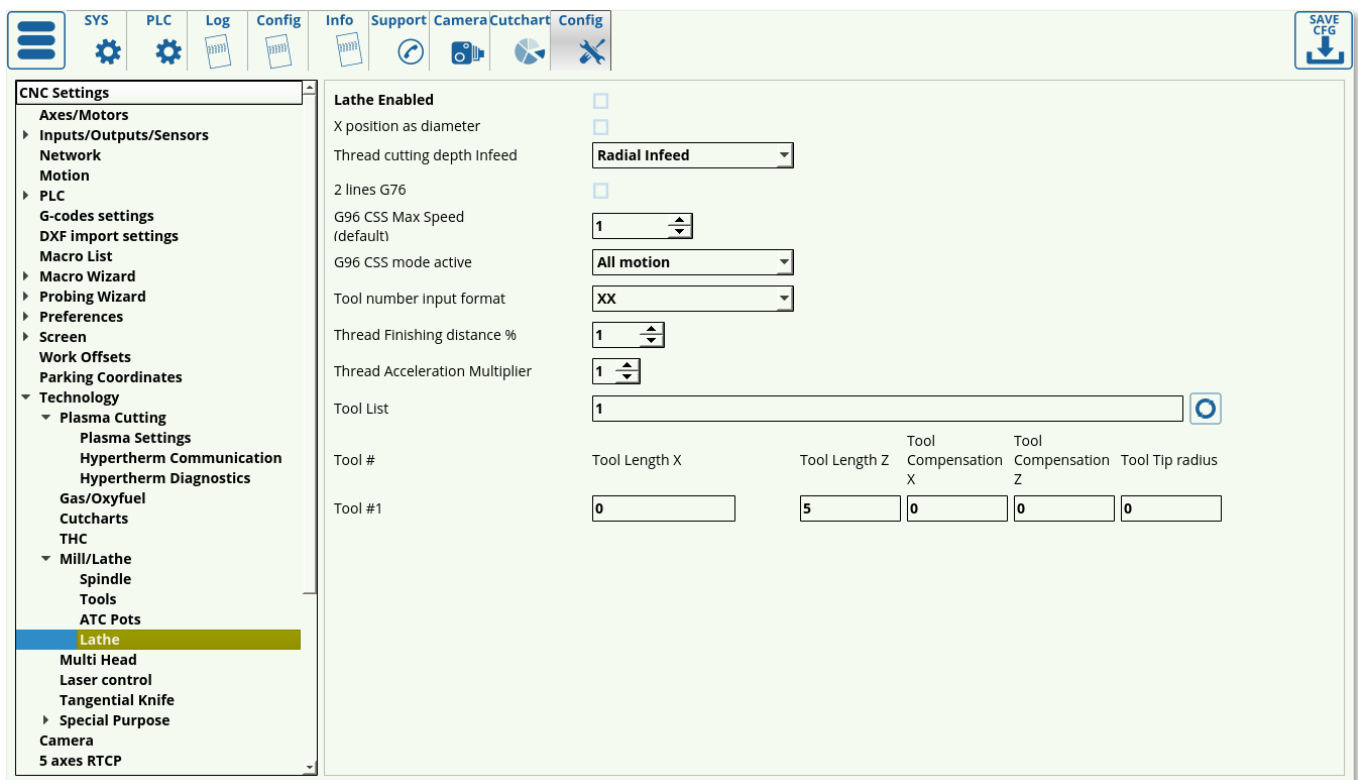 SYS PLC Log Config Info Support Camera Cutchart Config
SAVE
CFG
CNC Settings
Axes/Motors
Inputs/Outputs/Sensors
Network
Motion
PLC
G-codes settings
DXF import settings
Macro List
Macro Wizard
Probing Wizard
Preferences
Screen
Work Offsets
Parking Coordinates
Technology
Plasma Cutting
Plasma Settings
Hypertherm Communication
Hypertherm Diagnostics
Gas/Oxyfuel
Cutcharts
THC
Mill/Lathe
Spindle
Tools
ATC Pots
Lathe
Multi Head
Laser control
Tangential Knife
Special Purpose
Camera
5 axes RTCP
Lathe Enabled
X position as diameter
Thread cutting depth Infeed Radial Infeed
2 lines G76
G96 CSS Max Speed
(default) 1
G96 CSS mode active All motion
Tool number input format XX
Thread Finishing distance % 1
Thread Acceleration Multiplier 1
Tool List 1
Tool # Tool Length X Tool Length Z Tool Compensation X Tool Compensation Z Tool Tip radius
Tool #1 0 5 0 0 0